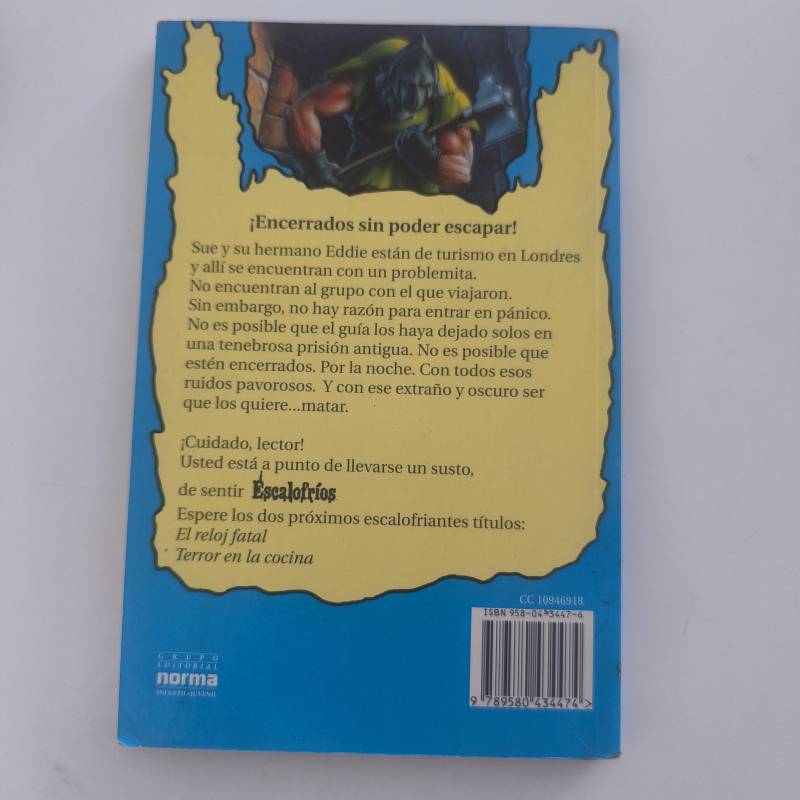 ¡Encerrados sin poder escapar!
Sue y su hermano Eddie están de turismo en Londres
y allí se encuentran con un problemita.
No encuentran al grupo con el que viajaron.
Sin embargo, no hay razón para entrar en pánico.
No es posible que el guía los haya dejado solos en
una tenebrosa prisión antigua. No es posible que
estén encerrados. Por la noche. Con todos esos
ruidos pavorosos. Y con ese extraño y oscuro ser
que los quiere...matar.
¡Cuidado, lector!
Usted está a punto de llevarse un susto,
de sentir Escalofríos
Espere los dos próximos escalofriantes títulos:
El reloj fatal
Terror en la cocina
CC 10946918
ISBN 958-04-3447-6
9 789580 434474 >
GRUPO
EDITORIAL
norma
INFANTIL-JUVENIL